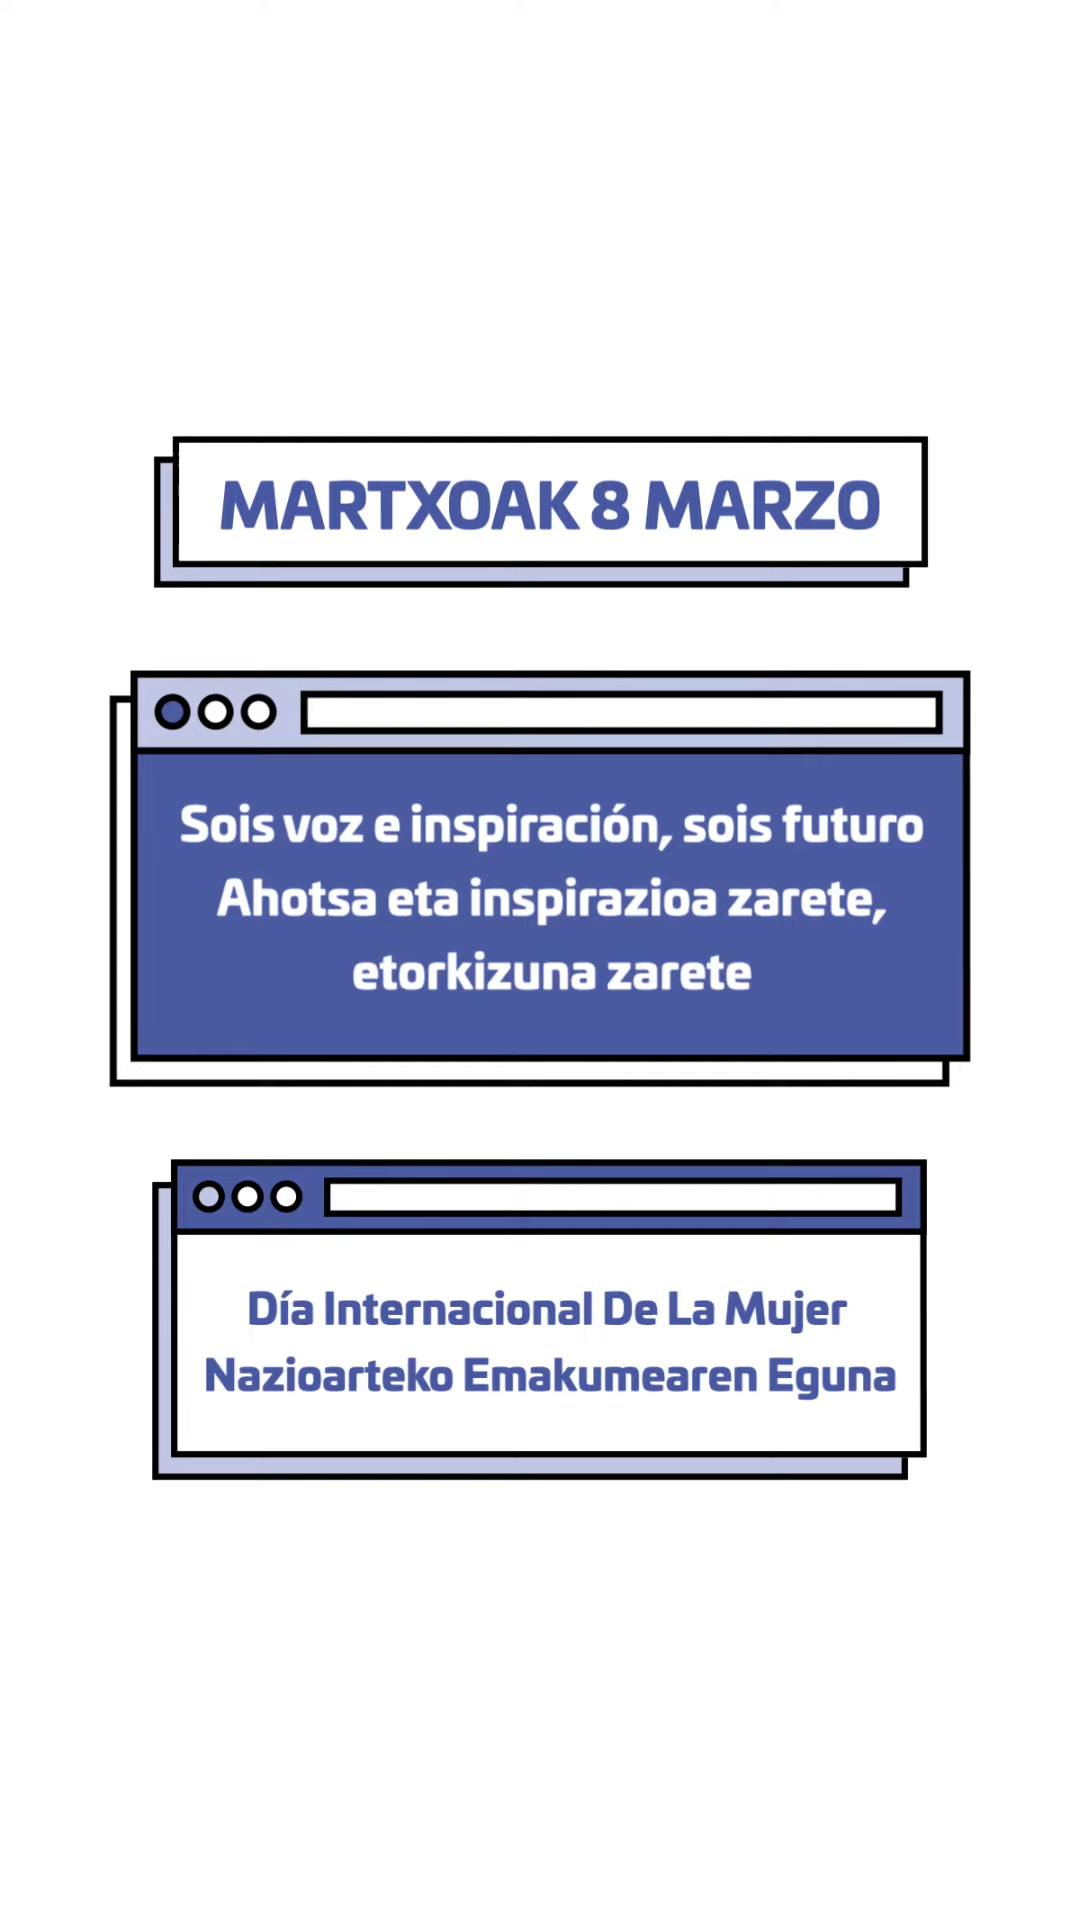 MARTXOAK 8 MARZO
Sois voz e inspiración, sois futuro
Ahotsa eta inspirazioa zarete,
etorkizuna zarete
Día Internacional De La Mujer
Nazioarteko Emakumearen Eguna